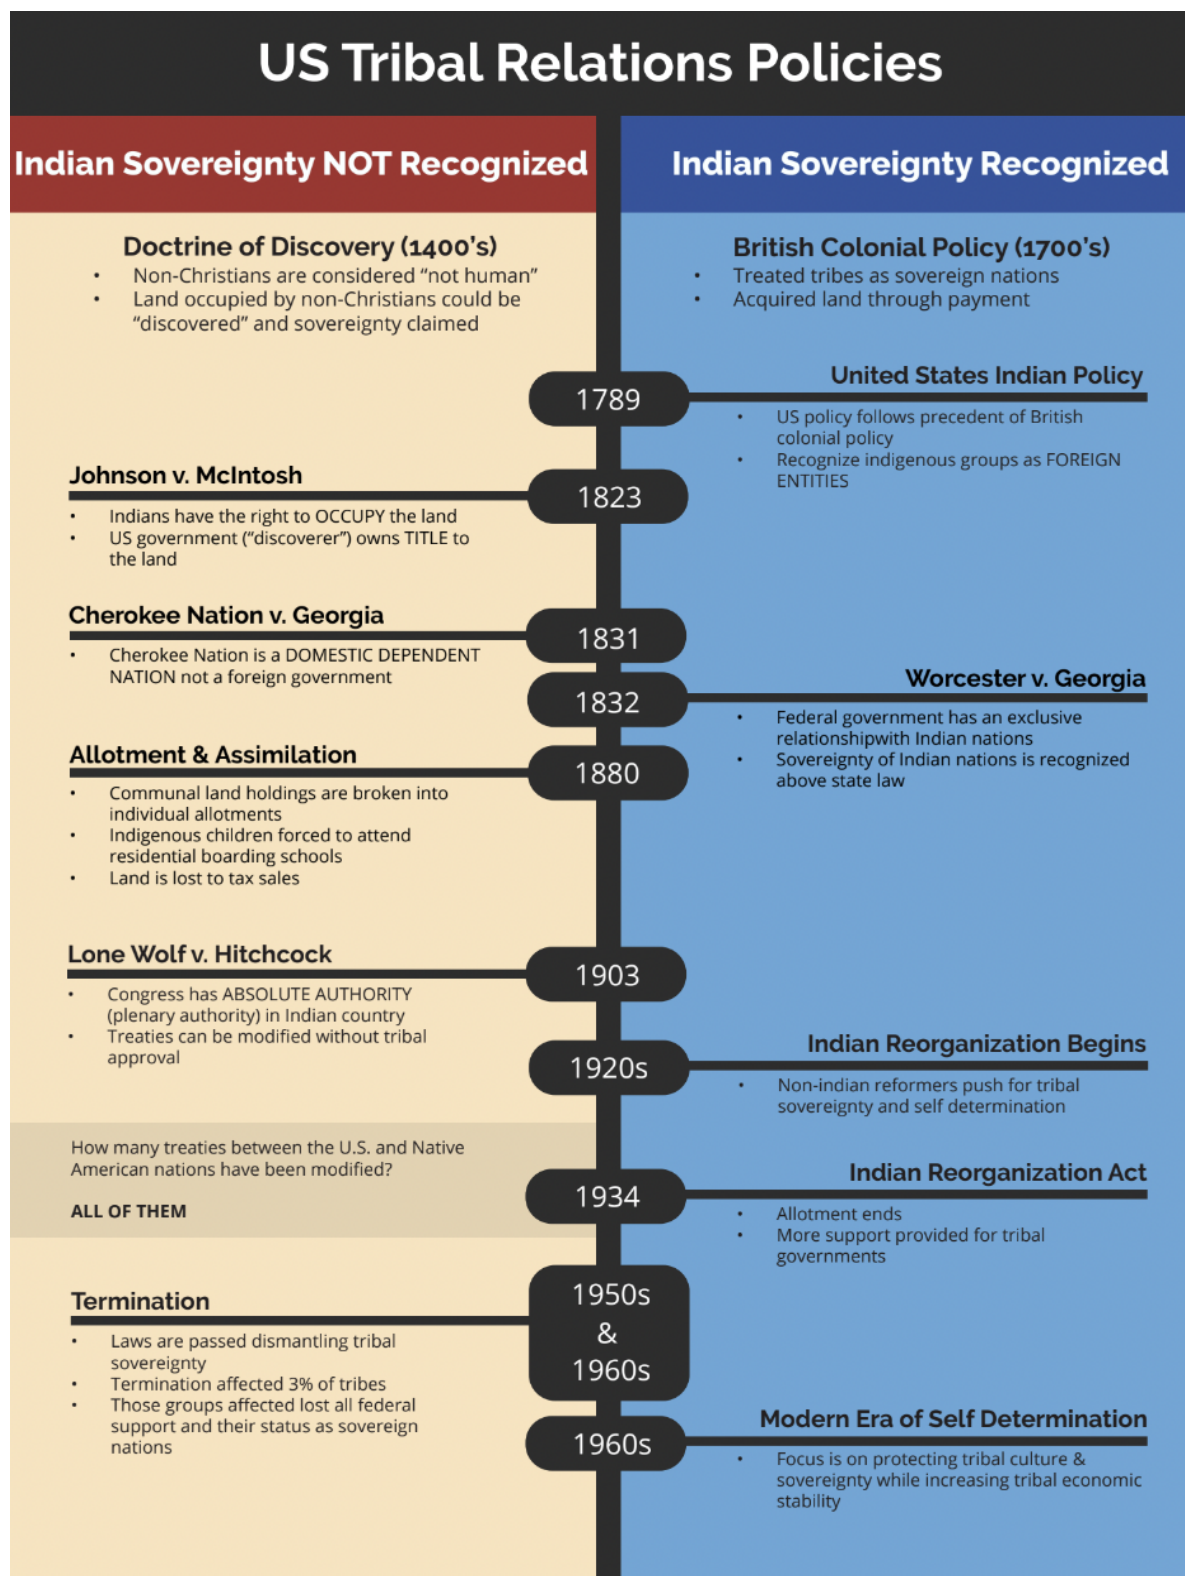 US Tribal Relations Policies
Indian Sovereignty NOT Recognized
Indian Sovereignty Recognized
Doctrine of Discovery (1400's)
• Non-Christians are considered “not human”
• Land occupied by non-Christians could be
“discovered” and sovereignty claimed
British Colonial Policy (1700's)
• Treated tribes as sovereign nations
• Acquired land through payment
1789
United States Indian Policy
• US policy follows precedent of British
colonial policy
• Recognize indigenous groups as FOREIGN
ENTITIES
Johnson v. McIntosh
1823
• Indians have the right to OCCUPY the land
• US government (“discoverer”) owns TITLE to
the land
Cherokee Nation v. Georgia
1831
• Cherokee Nation is a DOMESTIC DEPENDENT
NATION not a foreign government
1832
Worcester v. Georgia
• Federal government has an exclusive
relationshipwith Indian nations
• Sovereignty of Indian nations is recognized
above state law
Allotment & Assimilation
1880
• Communal land holdings are broken into
individual allotments
• Indigenous children forced to attend
residential boarding schools
• Land is lost to tax sales
Lone Wolf v. Hitchcock
1903
• Congress has ABSOLUTE AUTHORITY
(plenary authority) in Indian country
• Treaties can be modified without tribal
approval
1920s
Indian Reorganization Begins
• Non-indian reformers push for tribal
sovereignty and self determination
How many treaties between the U.S. and Native
American nations have been modified?
ALL OF THEM
1934
Indian Reorganization Act
• Allotment ends
• More support provided for tribal
governments
Termination
1950s
&
1960s
• Laws are passed dismantling tribal
sovereignty
• Termination affected 3% of tribes
• Those groups affected lost all federal
support and their status as sovereign
nations
1960s
Modern Era of Self Determination
• Focus is on protecting tribal culture &
sovereignty while increasing tribal economic
stability